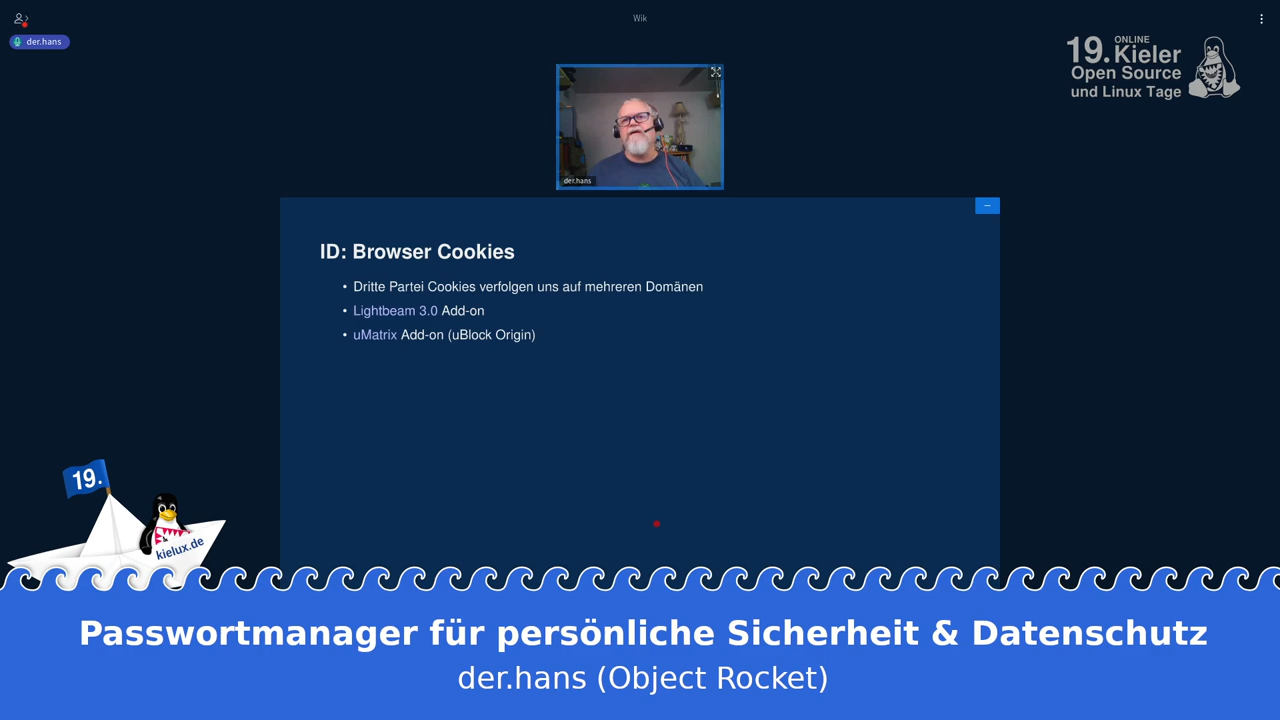 Wik
der.hans
19. ONLINE Kieler
Open Source
und Linux Tage
der.hans
ID: Browser Cookies
• Dritte Partei Cookies verfolgen uns auf mehreren Domänen
• Lightbeam 3.0 Add-on
• uMatrix Add-on (uBlock Origin)
19.
kielux.de
Passwortmanager für persönliche Sicherheit & Datenschutz
der.hans (Object Rocket)